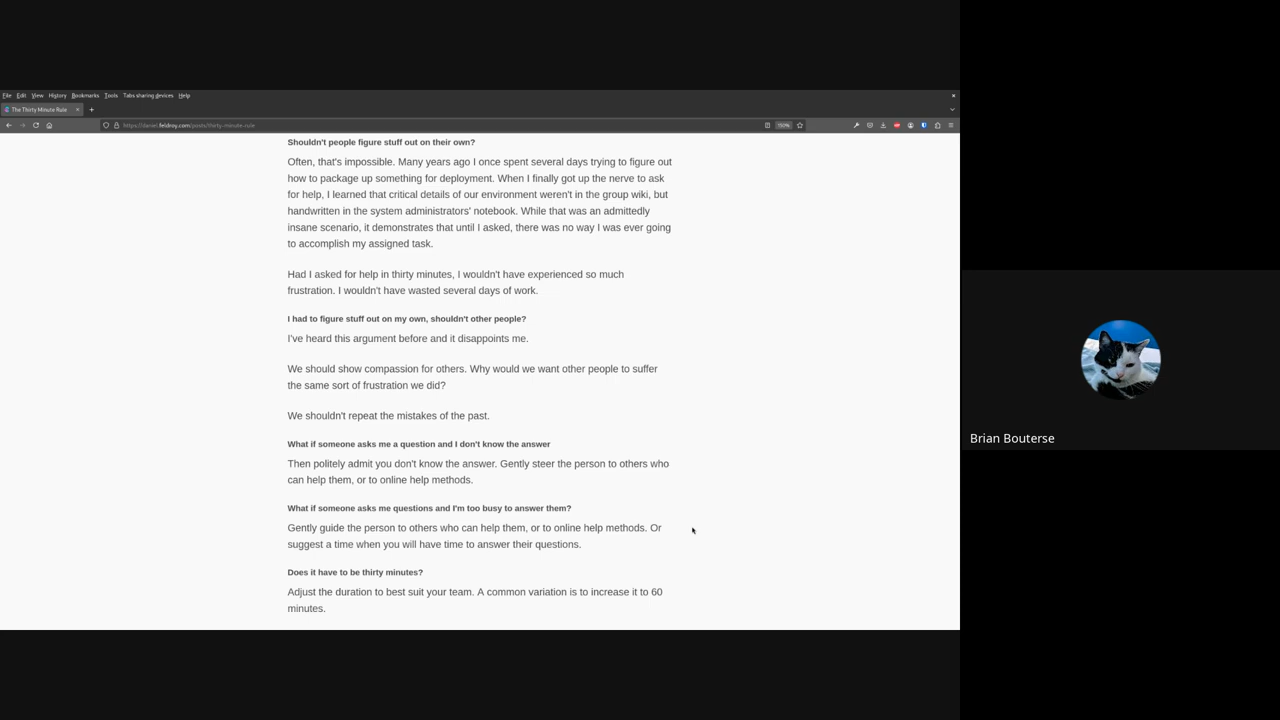 File Edit View History Bookmarks Tools Tabs sharing devices Help
The Thirty Minute Rule
https://daniel.feldroy.com/posts/thirty-minute-rule
150%
Shouldn't people figure stuff out on their own?
Often, that's impossible. Many years ago I once spent several days trying to figure out
how to package up something for deployment. When I finally got up the nerve to ask
for help, I learned that critical details of our environment weren't in the group wiki, but
handwritten in the system administrators' notebook. While that was an admittedly
insane scenario, it demonstrates that until I asked, there was no way I was ever going
to accomplish my assigned task.
Had I asked for help in thirty minutes, I wouldn't have experienced so much
frustration. I wouldn't have wasted several days of work.
I had to figure stuff out on my own, shouldn't other people?
I've heard this argument before and it disappoints me.
We should show compassion for others. Why would we want other people to suffer
the same sort of frustration we did?
We shouldn't repeat the mistakes of the past.
What if someone asks me a question and I don't know the answer
Then politely admit you don't know the answer. Gently steer the person to others who
can help them, or to online help methods.
What if someone asks me questions and I'm too busy to answer them?
Gently guide the person to others who can help them, or to online help methods. Or
suggest a time when you will have time to answer their questions.
Does it have to be thirty minutes?
Adjust the duration to best suit your team. A common variation is to increase it to 60
minutes.
Brian Bouterse